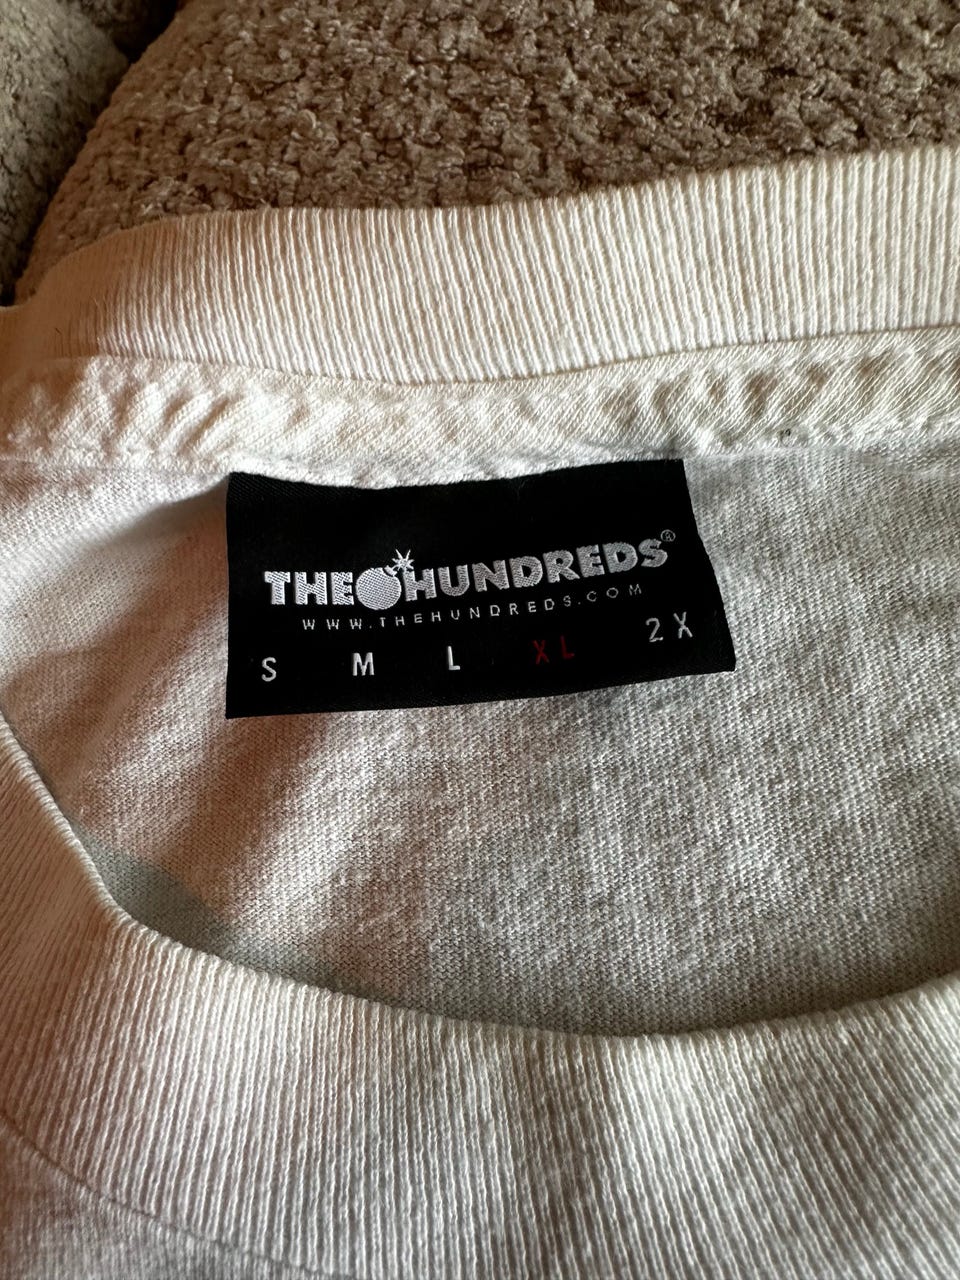 THE HUNDREDS®
WWW.THEHUNDREDS.COM
S M L XL 2X